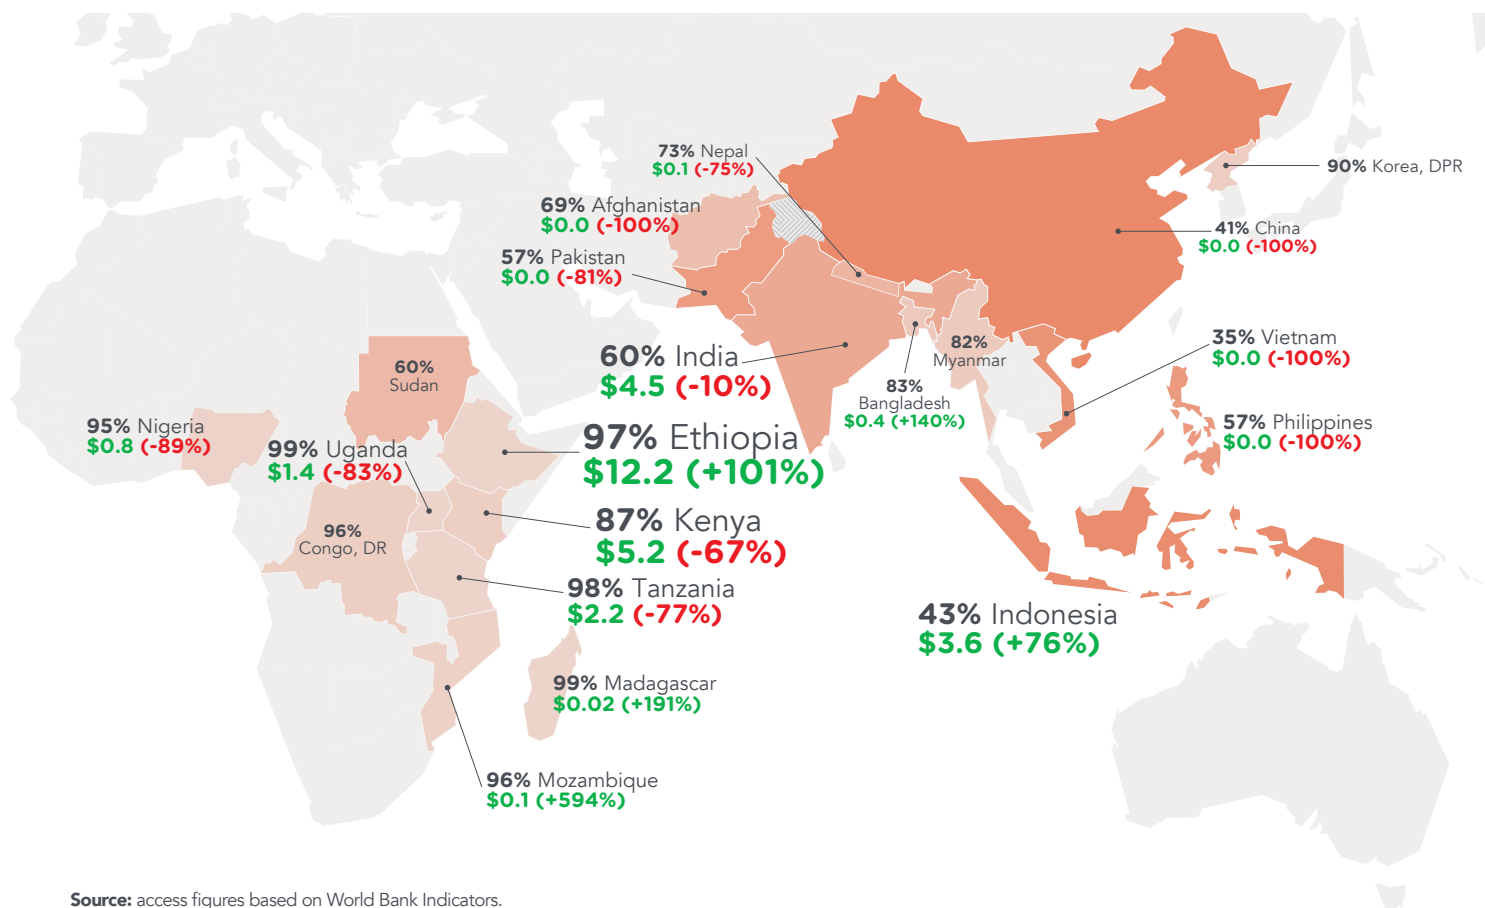 73% Nepal
$0.1 (-75%)
90% Korea, DPR
69% Afghanistan
$0.0 (-100%)
41% China
$0.0 (-100%)
57% Pakistan
$0.0 (-81%)
60% India
$4.5 (-10%)
82%
Myanmar
35% Vietnam
$0.0 (-100%)
60%
Sudan
83%
Bangladesh
$0.4 (+140%)
95% Nigeria
$0.8 (-89%)
99% Uganda
$1.4 (-83%)
97% Ethiopia
$12.2 (+101%)
57% Philippines
$0.0 (-100%)
96%
Congo, DR
87% Kenya
$5.2 (-67%)
98% Tanzania
$2.2 (-77%)
43% Indonesia
$3.6 (+76%)
99% Madagascar
$0.02 (+191%)
96% Mozambique
$0.1 (+594%)
Source: access figures based on World Bank Indicators.